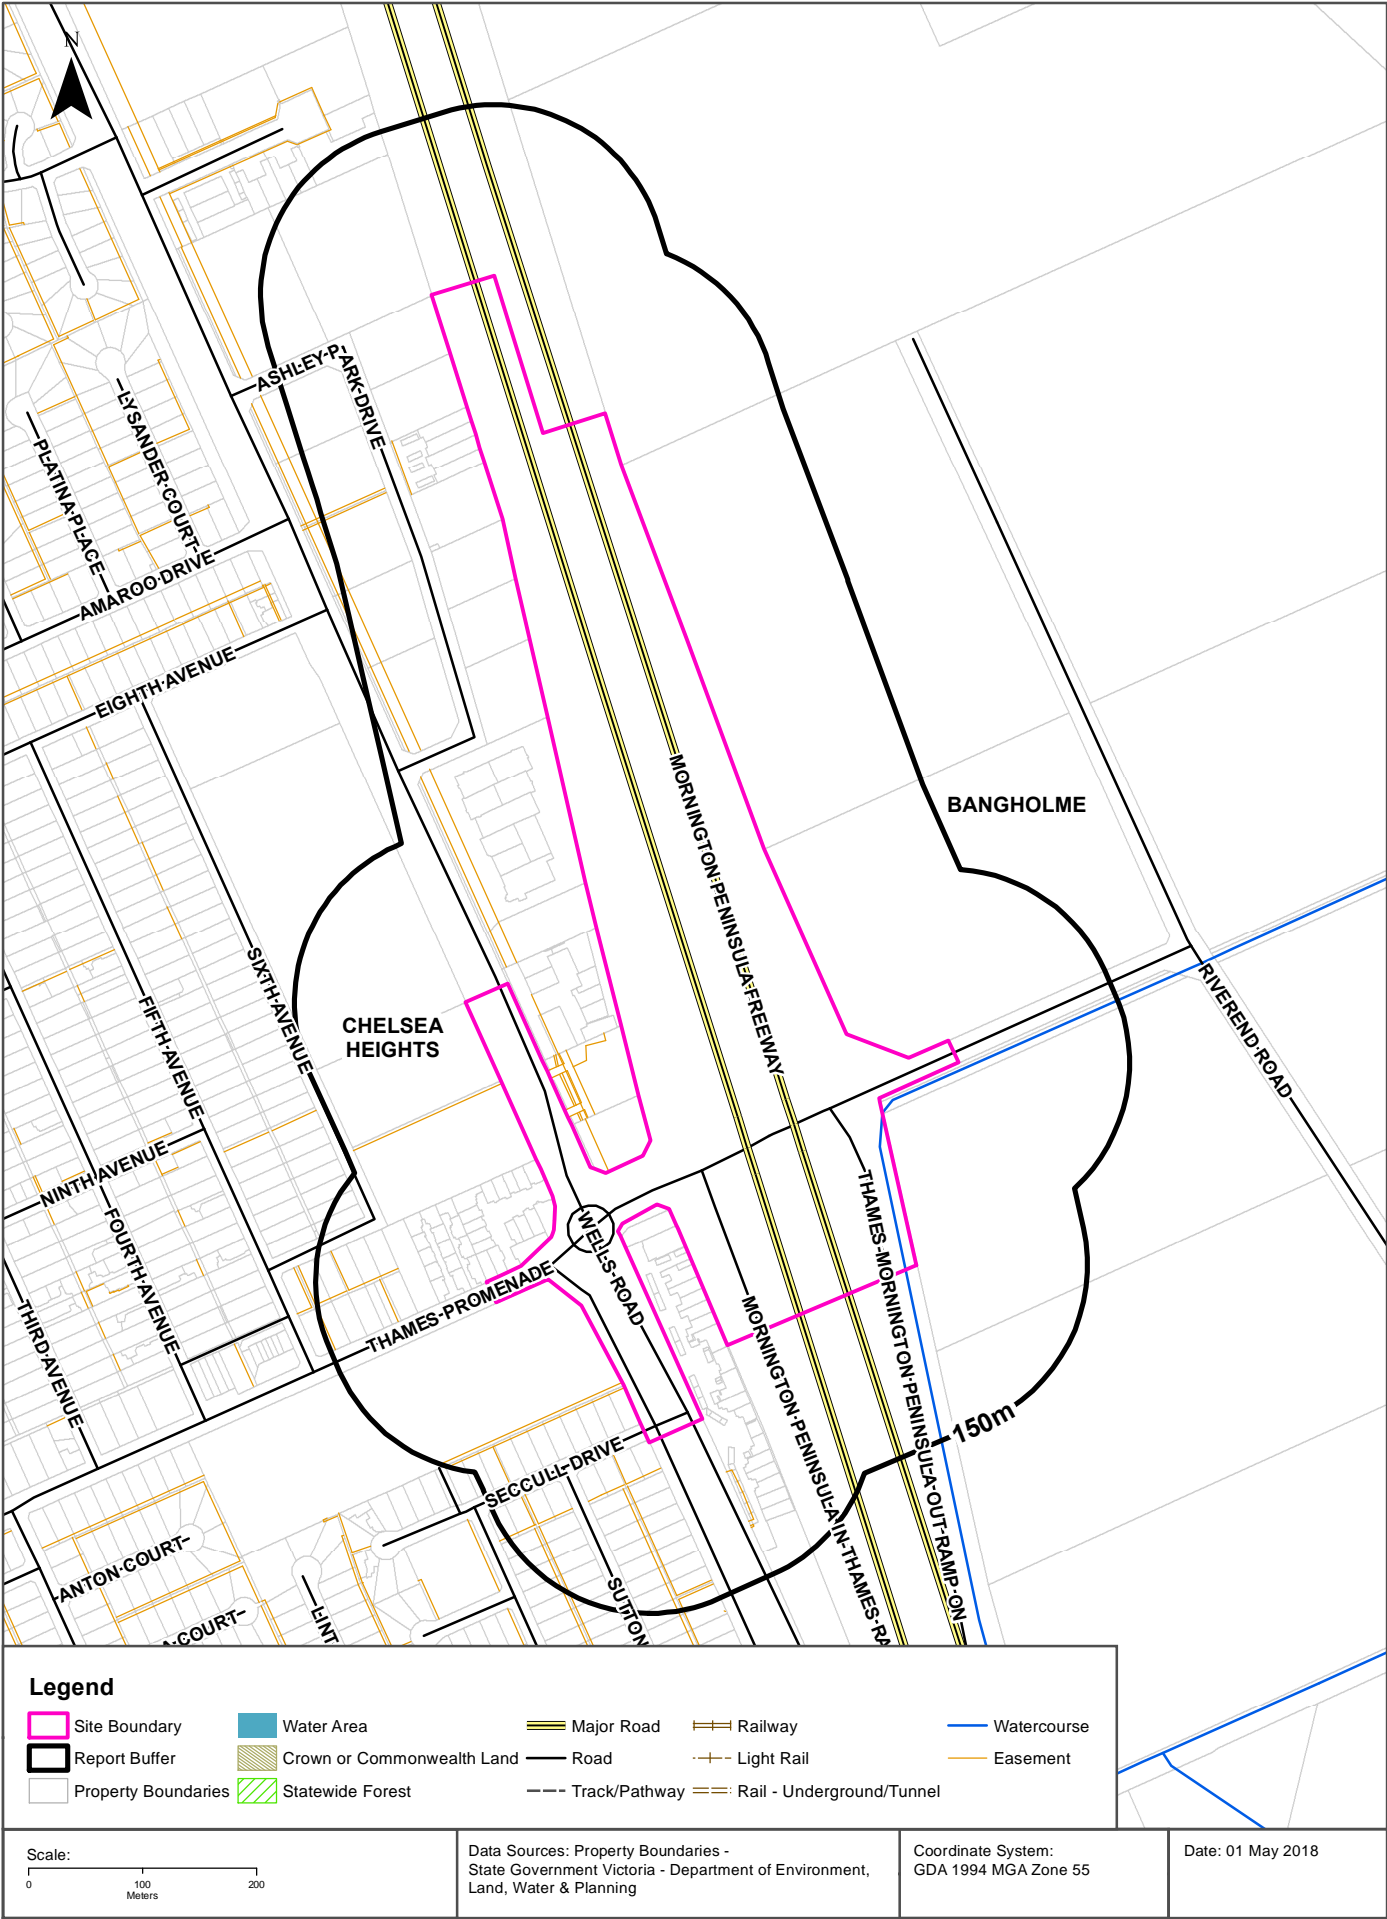 N
ASHLEY PARK DRIVE
LYSANDER COURT
PLATINA PLACE
AMAROO DRIVE
EIGHTH AVENUE
MORNINGTON PENINSULA FREEWAY
BANGHOLME
SIXTH AVENUE
FIFTH AVENUE
CHELSEA
HEIGHTS
RIVEREND ROAD
NINTH AVENUE
FOURTH AVENUE
THIRD AVENUE
WELLS ROAD
THAMES PROMENADE
THAMES-MORNINGTON PENINSULA OUT RAMP ON
MORNINGTON PENINSULA IN-THAMES RA
150m
SECCULL DRIVE
ANTON COURT
A COURT
LINT
SUTTON
Legend
Site Boundary
Water Area
Major Road
Railway
Watercourse
Report Buffer
Crown or Commonwealth Land
Road
Light Rail
Easement
Property Boundaries
Statewide Forest
Track/Pathway
Rail - Underground/Tunnel
Scale:
0 100 200
Meters
Data Sources: Property Boundaries -
State Government Victoria - Department of Environment,
Land, Water & Planning
Coordinate System:
GDA 1994 MGA Zone 55
Date: 01 May 2018